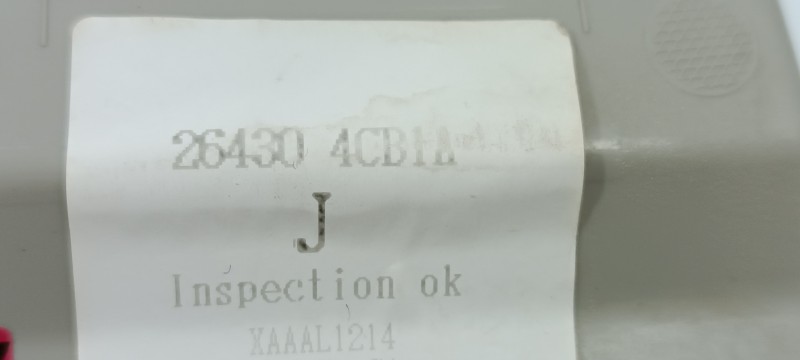 26430 4CB1A
J
Inspection ok
XAAAL1214